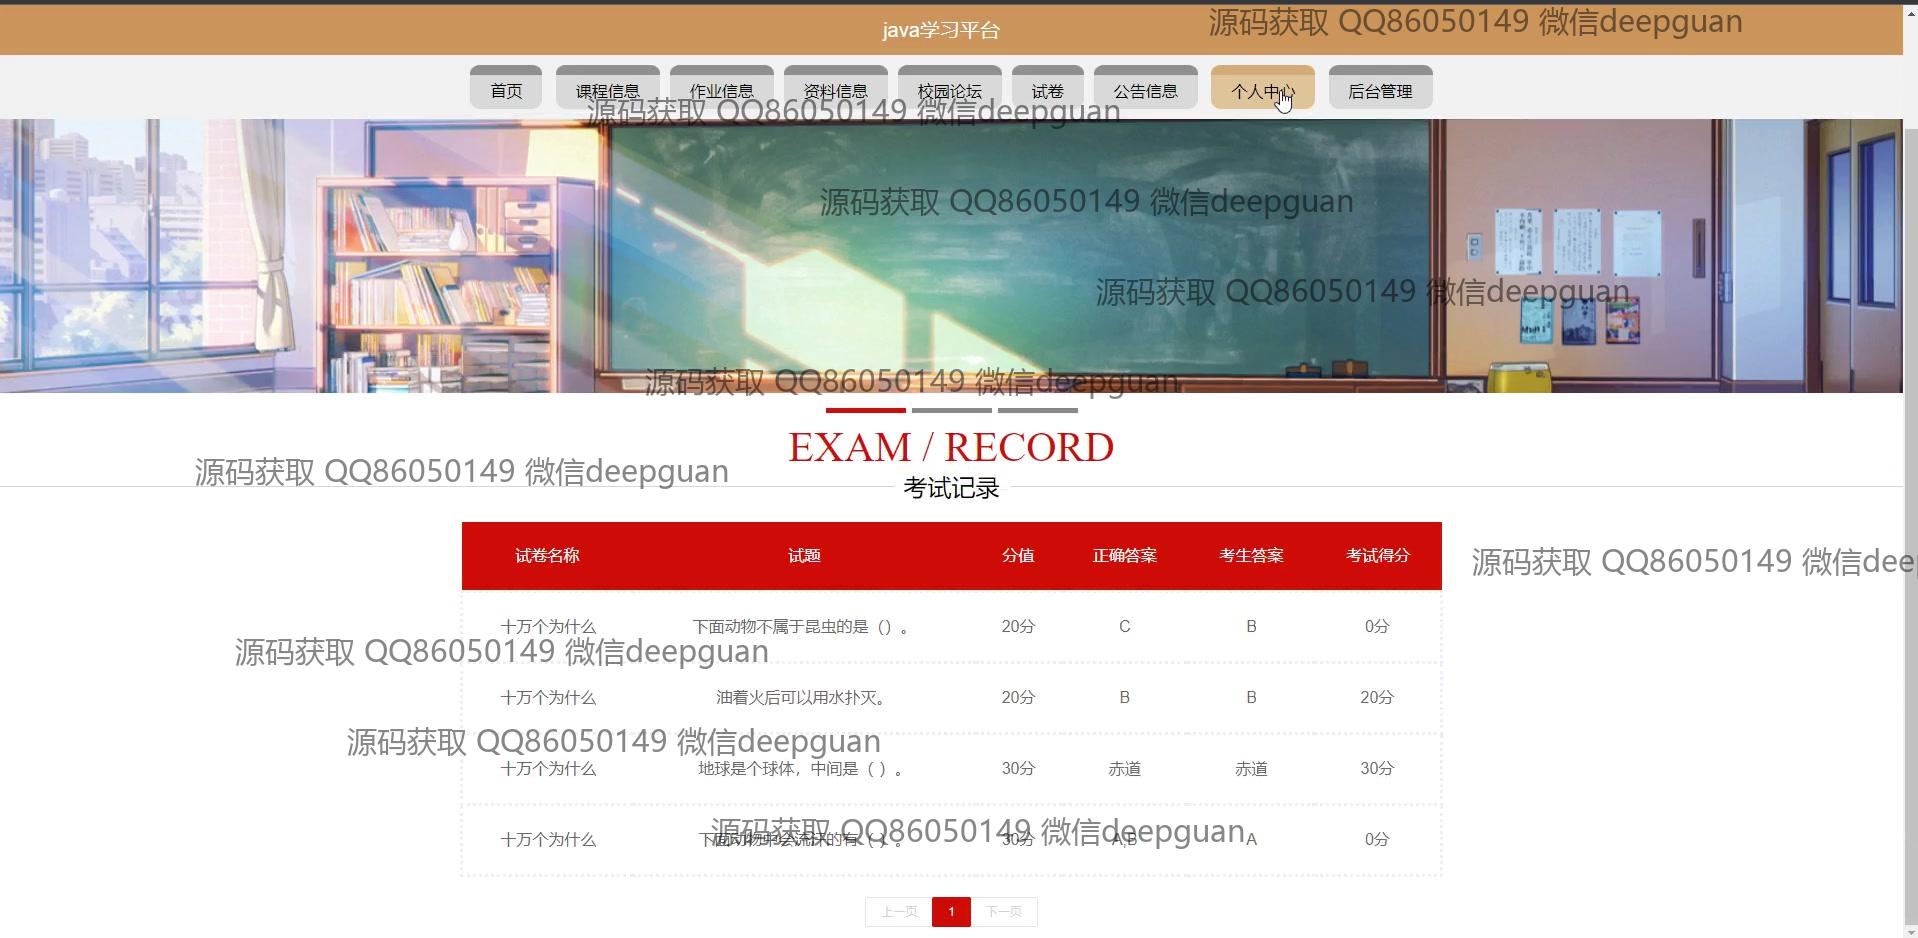 java学习平台
源码获取 QQ86050149 微信deepguan
首页 课程信息 作业信息 资料信息 校园论坛 试卷 公告信息 个人中心 后台管理
源码获取 QQ86050149 微信deepguan
源码获取 QQ86050149 微信deepguan
源码获取 QQ86050149 微信deepguan
源码获取 QQ86050149 微信deepguan
EXAM / RECORD
源码获取 QQ86050149 微信deepguan
考试记录
试卷名称 试题 分值 正确答案 考生答案 考试得分
源码获取 QQ86050149 微信dee
十万个为什么 下面动物不属于昆虫的是（）。 20分 C B 0分
源码获取 QQ86050149 微信deepguan
十万个为什么 油着火后可以用水扑灭。 20分 B B 20分
源码获取 QQ86050149 微信deepguan
十万个为什么 地球是个球体，中间是（ ）。 30分 赤道 赤道 30分
源码获取 QQ86050149 微信deepguan
十万个为什么 下面动物中会流汗的有（ ）。 30分 A,B A 0分
上一页 1 下一页